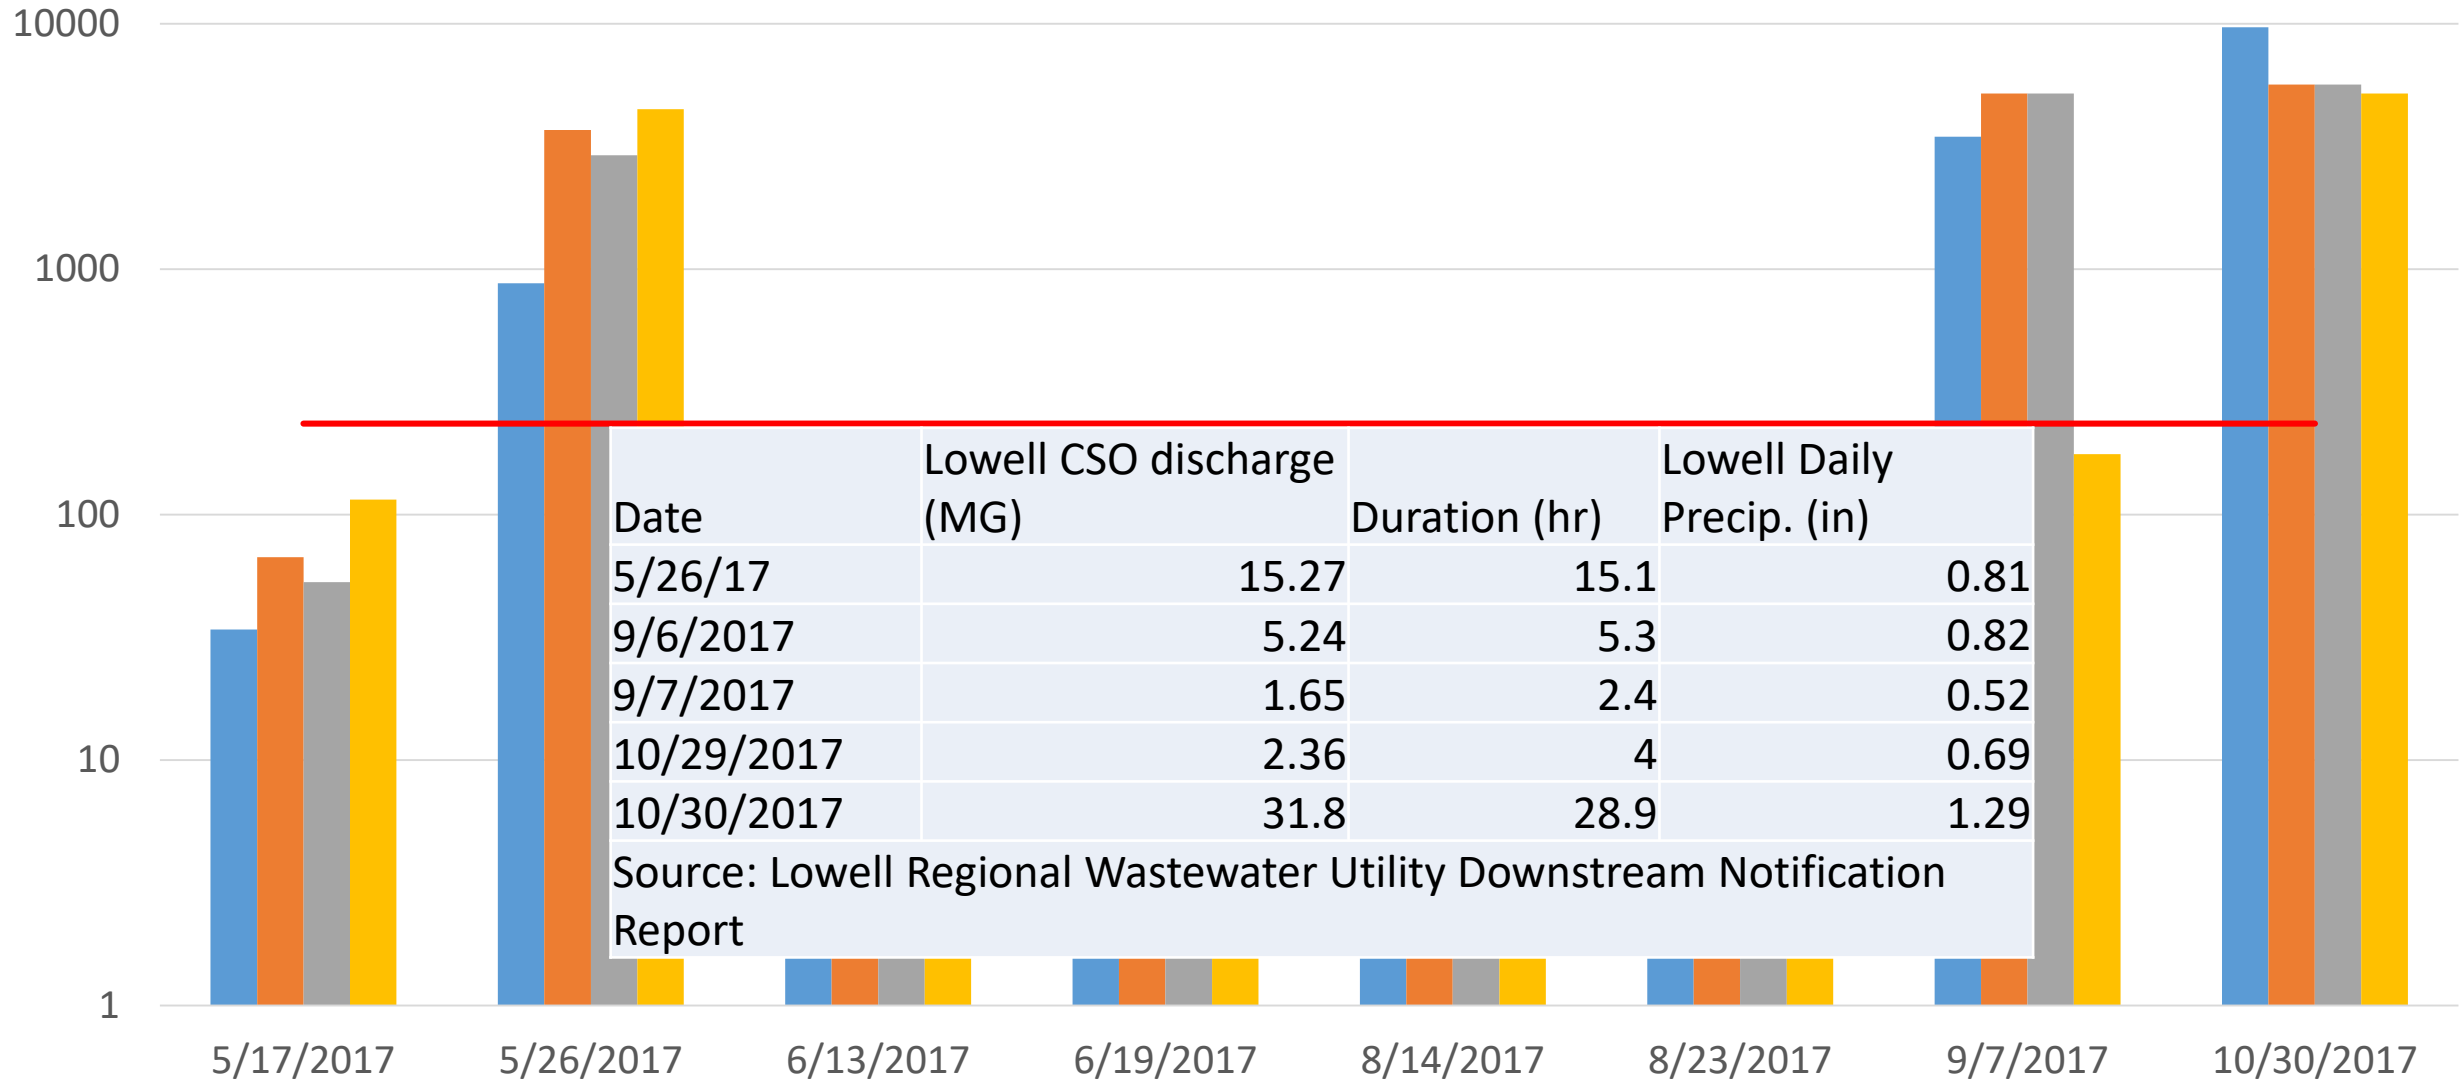 10000
1000
100
10
1
Date Lowell CSO discharge (MG) Duration (hr) Lowell Daily Precip. (in)
5/26/17 15.27 15.1 0.81
9/6/2017 5.24 5.3 0.82
9/7/2017 1.65 2.4 0.52
10/29/2017 2.36 4 0.69
10/30/2017 31.8 28.9 1.29
Source: Lowell Regional Wastewater Utility Downstream Notification
Report
5/17/2017 5/26/2017 6/13/2017 6/19/2017 8/14/2017 8/23/2017 9/7/2017 10/30/2017